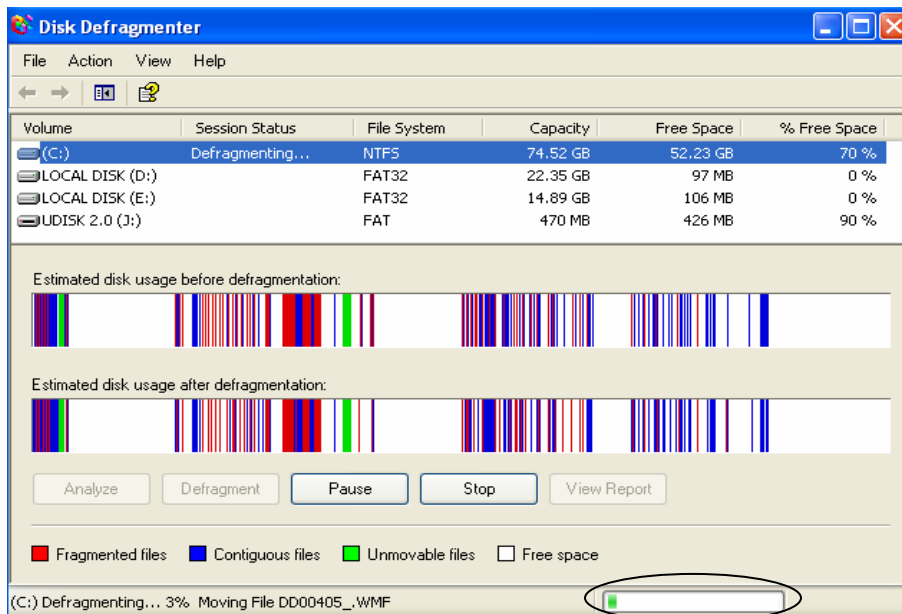 Disk Defragmenter
File Action View Help
Volume Session Status File System Capacity Free Space % Free Space
(C:) Defragmenting... NTFS 74.52 GB 52.23 GB 70 %
LOCAL DISK (D:) FAT32 22.35 GB 97 MB 0 %
LOCAL DISK (E:) FAT32 14.89 GB 106 MB 0 %
UDISK 2.0 (J:) FAT 470 MB 426 MB 90 %
Estimated disk usage before defragmentation:
Estimated disk usage after defragmentation:
Analyze Defragment Pause Stop View Report
Fragmented files Contiguous files Unmovable files Free space
(C:) Defragmenting... 3% Moving File DD00405_.WMF